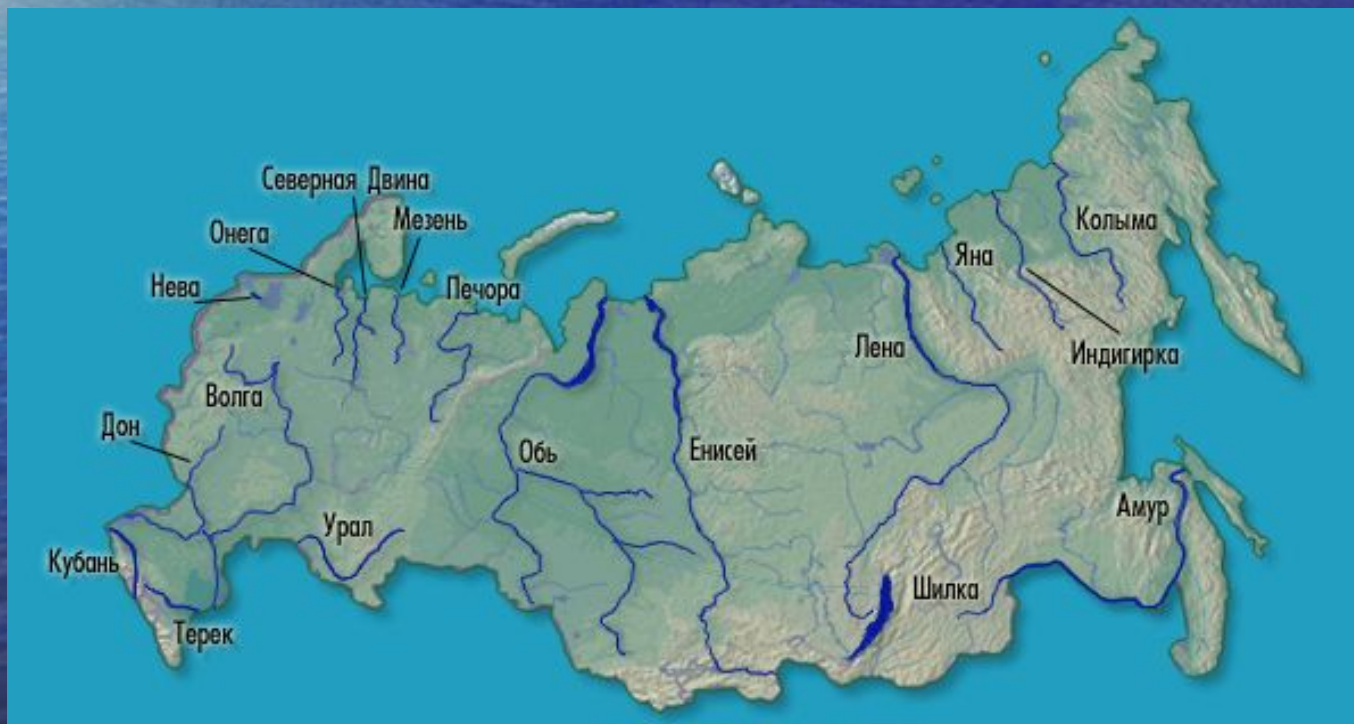 Северная Двина
Онега
Мезень
Нева
Печора
Колыма
Яна
Лена
Индигирка
Волга
Дон
Обь
Енисей
Амур
Урал
Кубань
Шилка
Терек